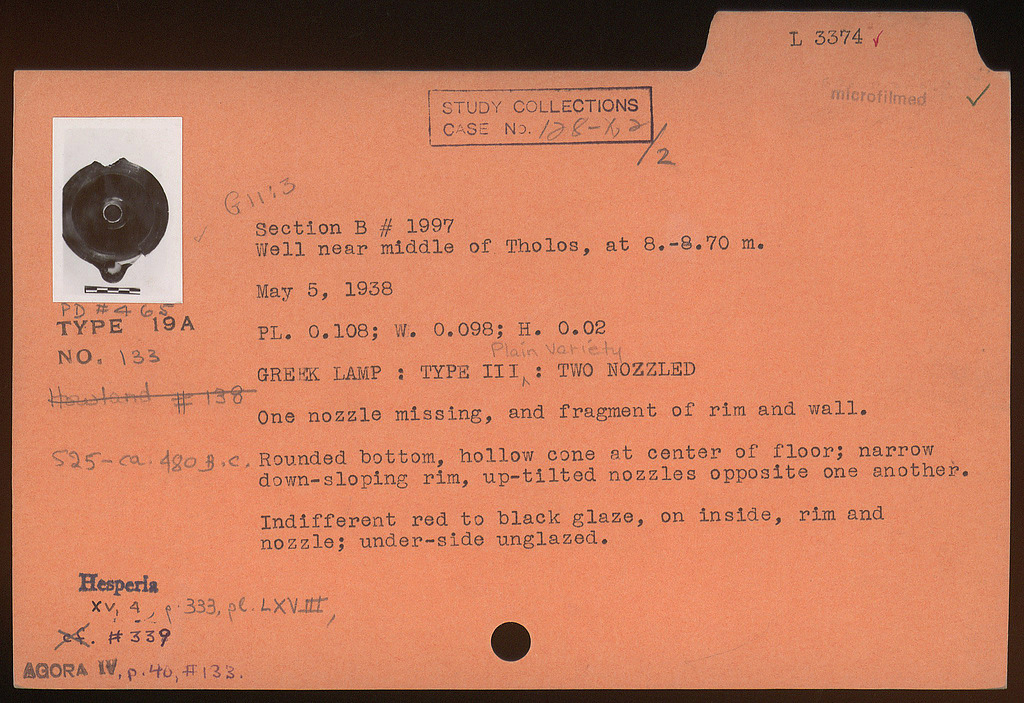 L 3374 ✓
microfilmed ✓
STUDY COLLECTIONS
CASE No. 128-
/2
G 11:3
Section B # 1997
Well near middle of Tholos, at 8.-8.70 m.
May 5, 1938
PD # 465
TYPE 19A
PL. 0.108; W. 0.098; H. 0.02
NO. 133
Plain Variety
GREEK LAMP : TYPE III : TWO NOZZLED
Howland # 138
One nozzle missing, and fragment of rim and wall.
525-ca. 480 B.C.
Rounded bottom, hollow cone at center of floor; narrow
down-sloping rim, up-tilted nozzles opposite one another.
Indifferent red to black glaze, on inside, rim and
nozzle; under-side unglazed.
Hesperia
XV, 4, p. 333, pl. LXVIII,
cf. # 339
AGORA IV, p. 40, #133.